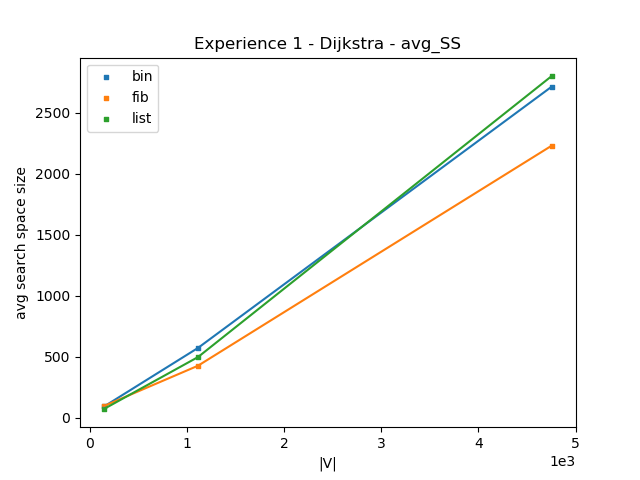 Experience 1 - Dijkstra - avg_SS
bin
fib
list
avg search space size
2500
2000
1500
1000
500
0
0 1 2 3 4 5
1e3
|V|